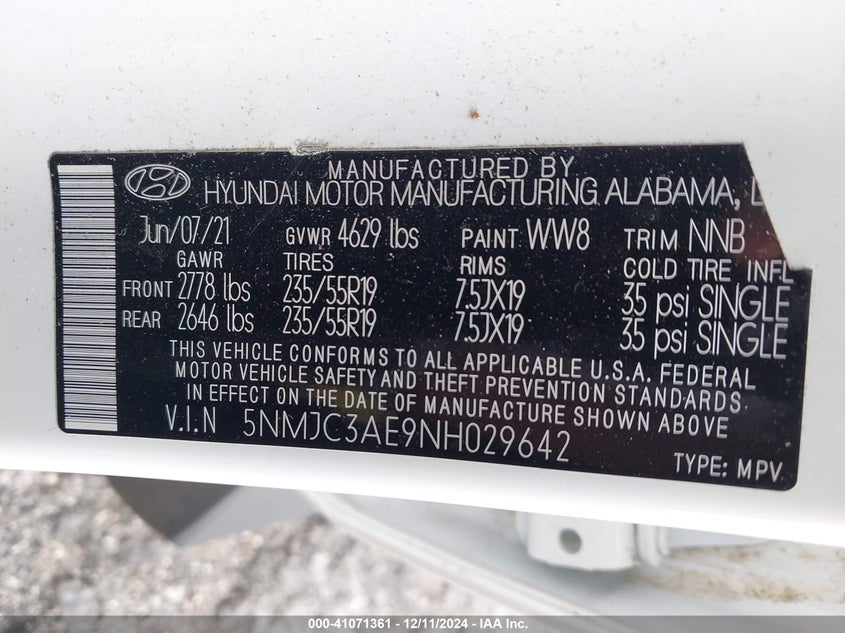 MANUFACTURED BY
HYUNDAI MOTOR MANUFACTURING ALABAMA, L
Jun/07/21 GVWR 4629 lbs PAINT WW8 TRIM NNB
GAWR TIRES RIMS COLD TIRE INFL
FRONT 2778 lbs 235/55R19 7.5JX19 35 psi SINGLE
REAR 2646 lbs 235/55R19 7.5JX19 35 psi SINGLE
THIS VEHICLE CONFORMS TO ALL APPLICABLE U.S.A. FEDERAL
MOTOR VEHICLE SAFETY AND THEFT PREVENTION STANDARDS
IN EFFECT ON THE DATE OF MANUFACTURE SHOWN ABOVE
V.I.N 5NMJC3AE9NH029642
TYPE: MPV
000-41071361 - 12/11/2024 - IAA Inc.